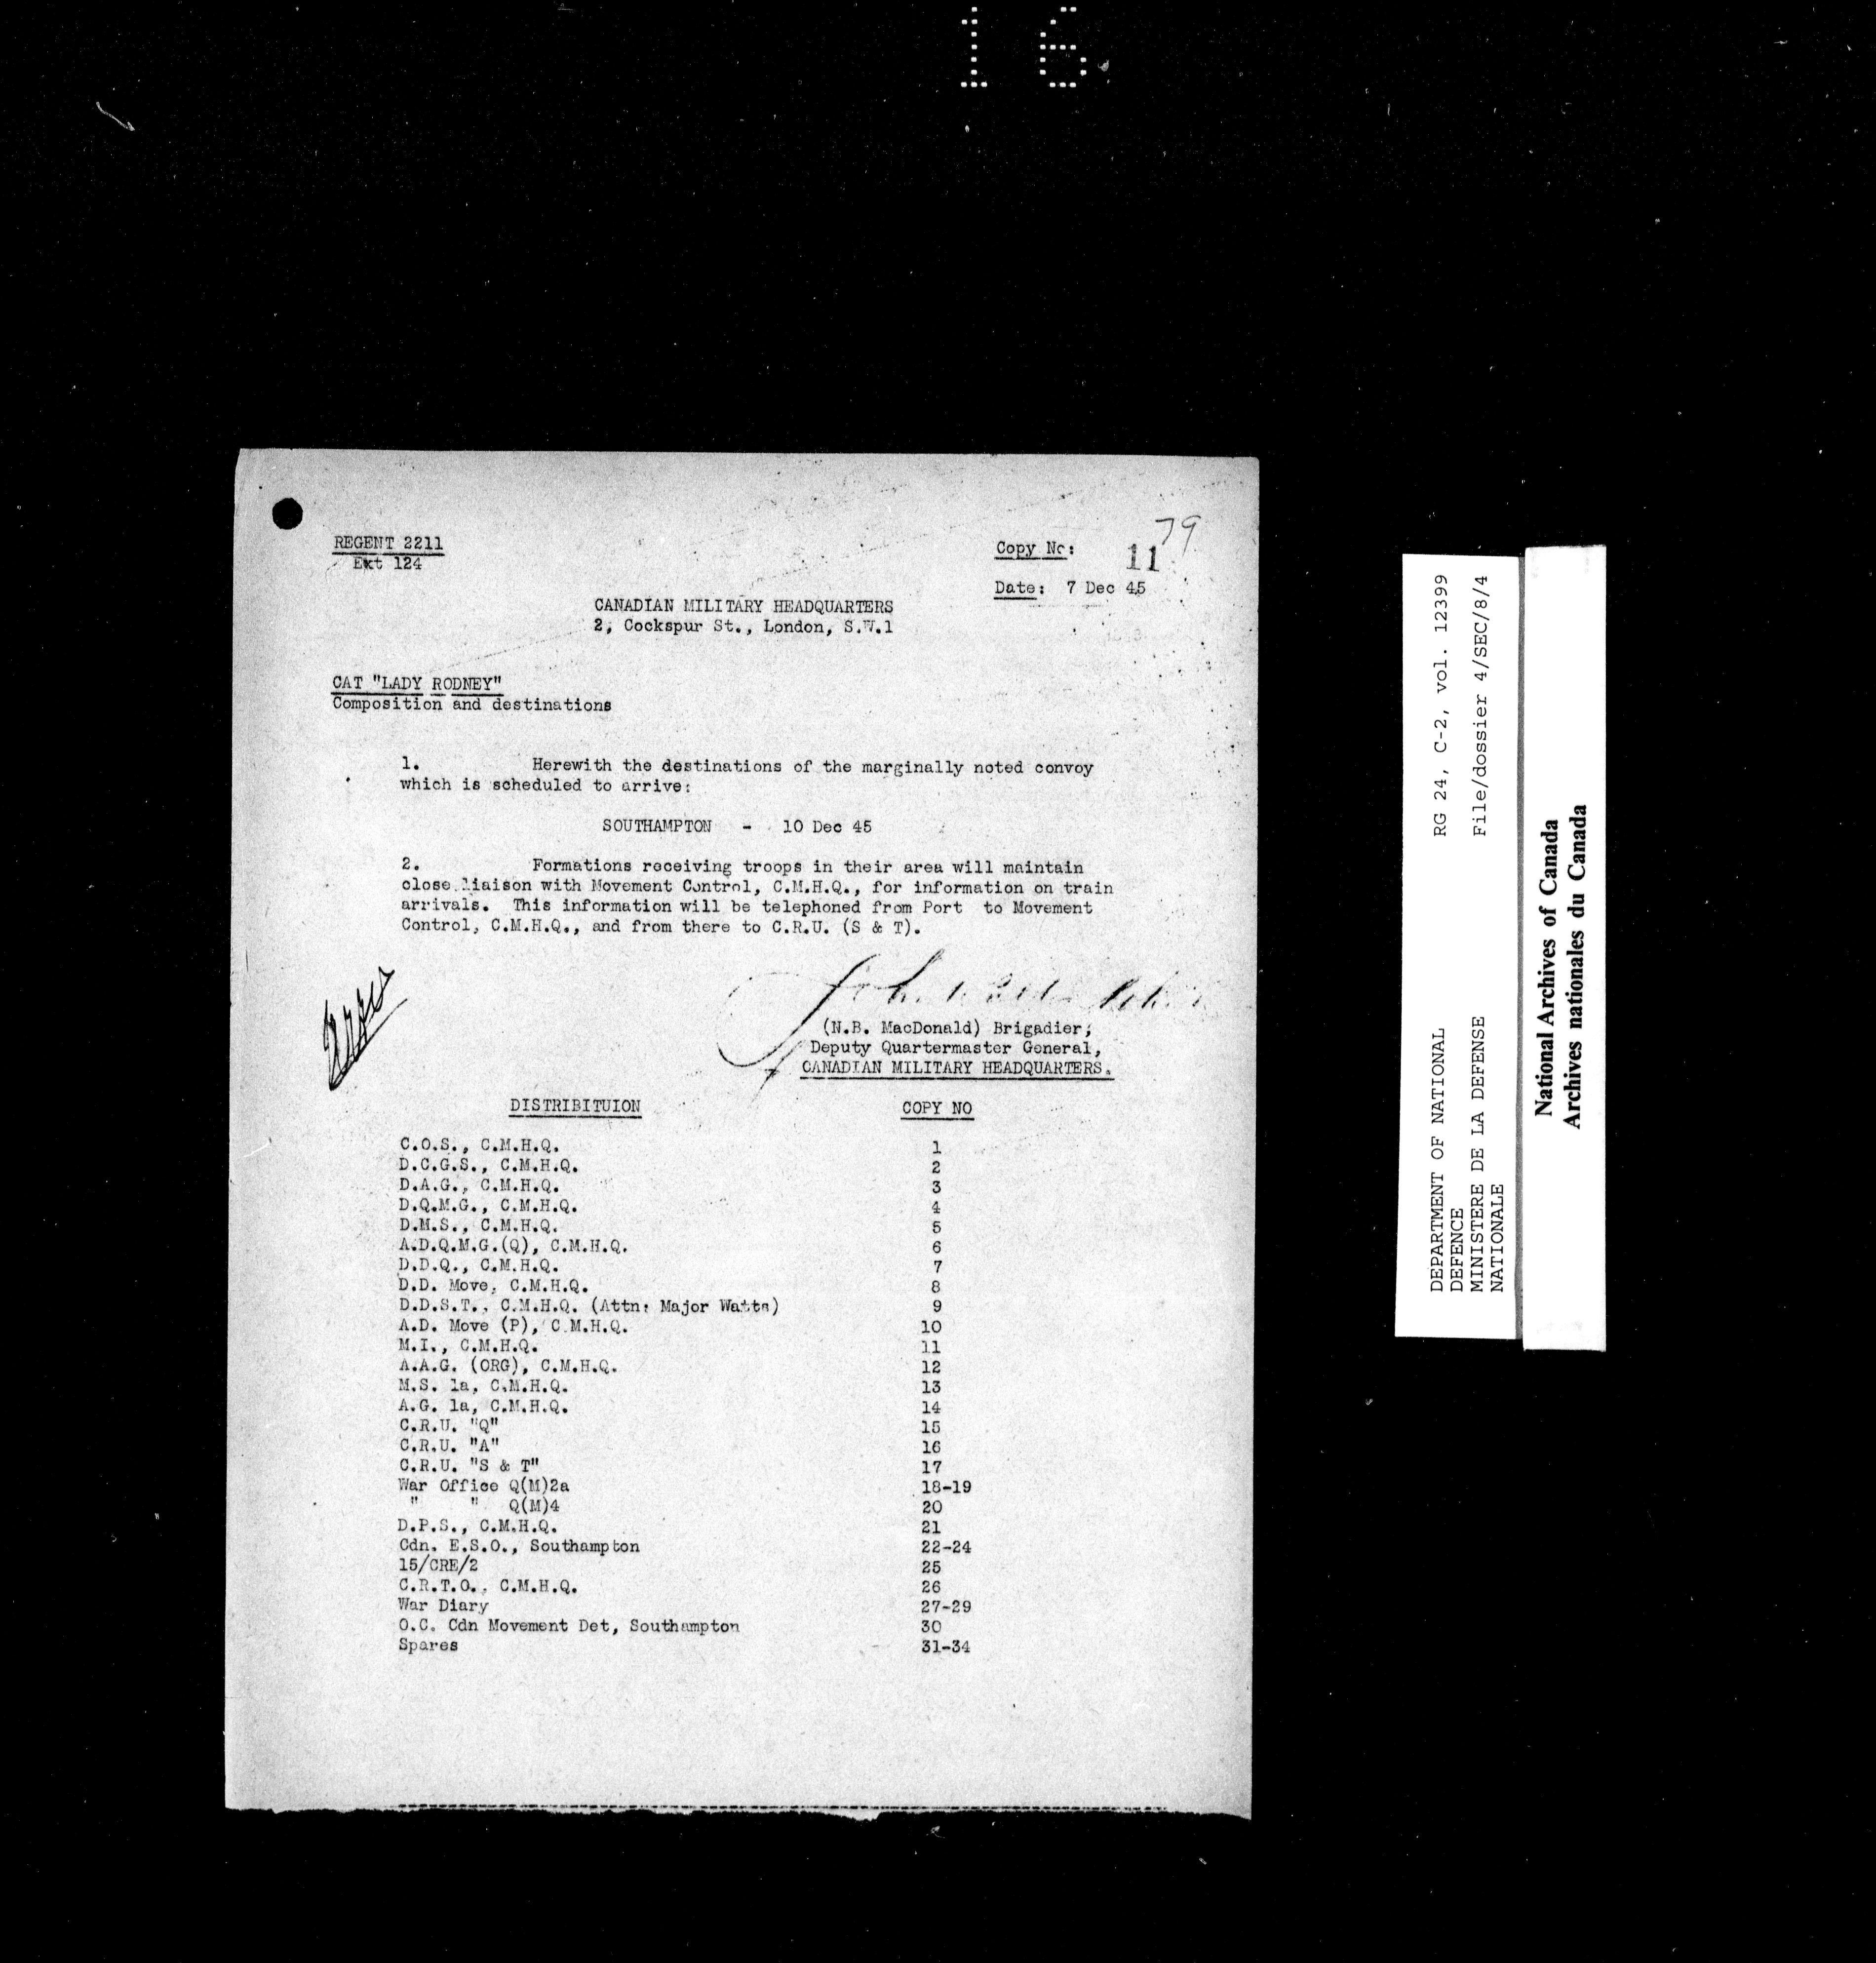 16
79
REGENT 2211
Ext 124
Copy No: 11
Date: 7 Dec 45
CANADIAN MILITARY HEADQUARTERS
2, Cockspur St., London, S.W.1
CAT "LADY RODNEY"
Composition and destinations
1. Herewith the destinations of the marginally noted convoy
which is scheduled to arrive:
SOUTHAMPTON - 10 Dec 45
2. Formations receiving troops in their area will maintain
close liaison with Movement Control, C.M.H.Q., for information on train
arrivals. This information will be telephoned from Port to Movement
Control, C.M.H.Q., and from there to C.R.U. (S & T).
(N.B. MacDonald) Brigadier,
Deputy Quartermaster General,
CANADIAN MILITARY HEADQUARTERS.
DISTRIBITUION COPY NO
C.O.S., C.M.H.Q. 1
D.C.G.S., C.M.H.Q. 2
D.A.G., C.M.H.Q. 3
D.Q.M.G., C.M.H.Q. 4
D.M.S., C.M.H.Q. 5
A.D.Q.M.G.(Q), C.M.H.Q. 6
D.D.Q., C.M.H.Q. 7
D.D. Move, C.M.H.Q. 8
D.D.S.T., C.M.H.Q. (Attn: Major Watts) 9
A.D. Move (P), C.M.H.Q. 10
M.I., C.M.H.Q. 11
A.A.G. (ORG), C.M.H.Q. 12
M.S. 1a, C.M.H.Q. 13
A.G. 1a, C.M.H.Q. 14
C.R.U. "Q" 15
C.R.U. "A" 16
C.R.U. "S & T" 17
War Office Q(M)2a 18-19
" " Q(M)4 20
D.P.S., C.M.H.Q. 21
Cdn. E.S.O., Southampton 22-24
15/CRE/2 25
C.R.T.O., C.M.H.Q. 26
War Diary 27-29
O.C. Cdn Movement Det, Southampton 30
Spares 31-34
DEPARTMENT OF NATIONAL RG 24, C-2, vol. 12399
DEFENCE
MINISTERE DE LA DEFENSE File/dossier 4/SEC/8/4
NATIONALE
National Archives of Canada
Archives nationales du Canada